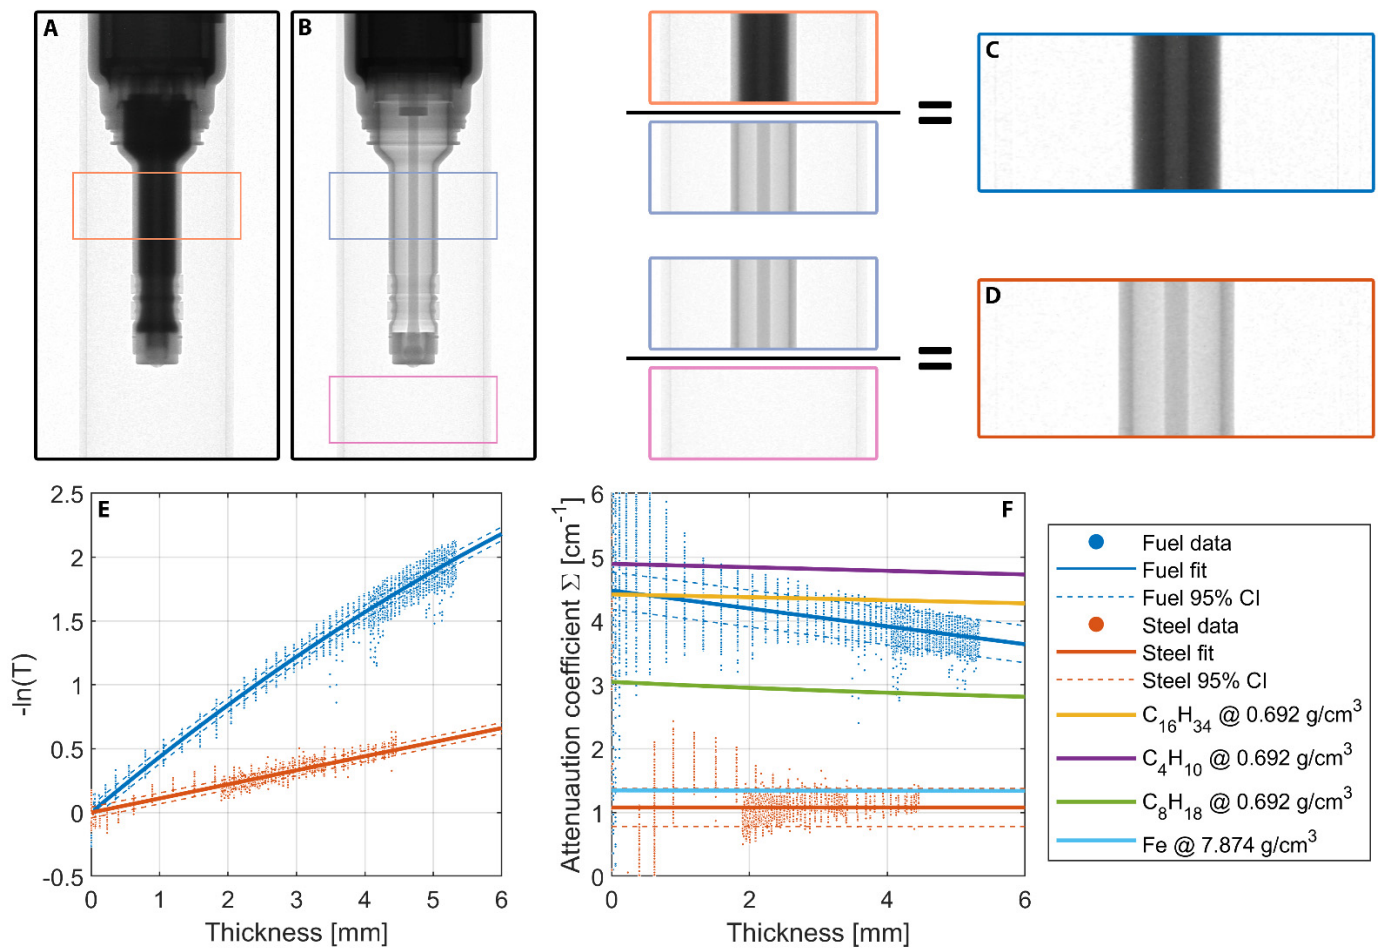 A
B
C
D
=
=
E
2.5
2
1.5
1
0.5
0
-0.5
-ln(T)
0 1 2 3 4 5 6
Thickness [mm]
F
6
5
4
3
2
1
0
Attenuaution coefficient Σ [cm⁻¹]
0 2 4 6
Thickness [mm]
Fuel data
Fuel fit
Fuel 95% CI
Steel data
Steel fit
Steel 95% CI
C₁₆H₃₄ @ 0.692 g/cm³
C₄H₁₀ @ 0.692 g/cm³
C₈H₁₈ @ 0.692 g/cm³
Fe @ 7.874 g/cm³